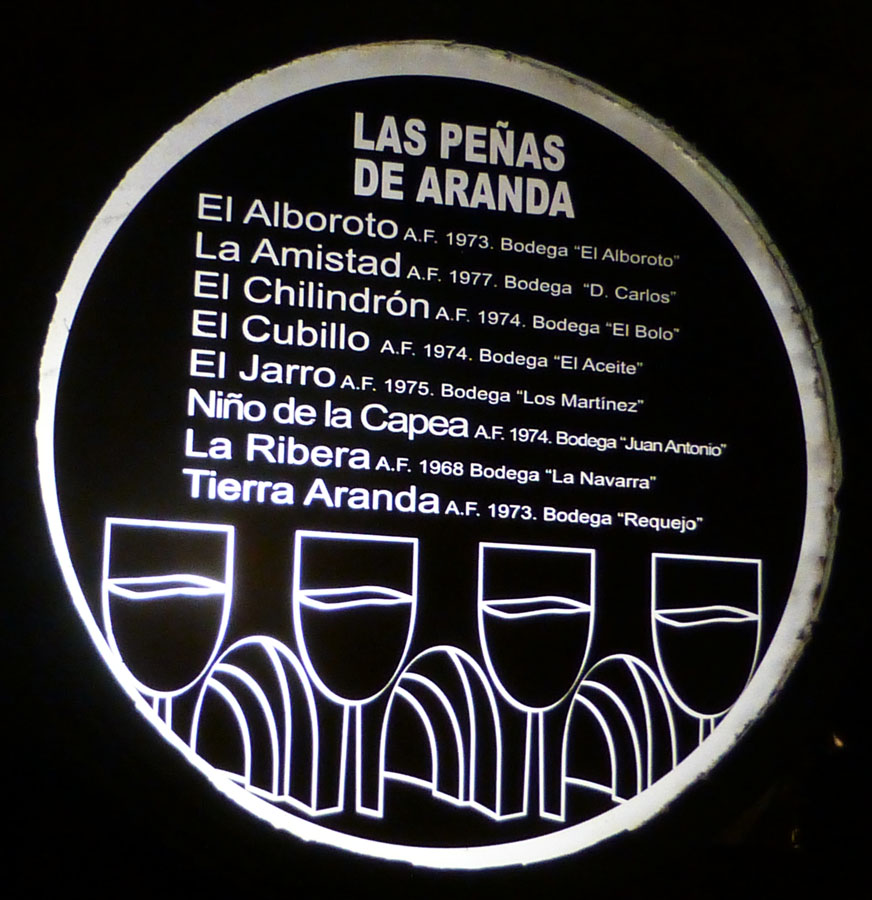 LAS PEÑAS
DE ARANDA
El Alboroto A.F. 1973. Bodega "El Alboroto"
La Amistad A.F. 1977. Bodega "D. Carlos"
El Chilindrón A.F. 1974. Bodega "El Bolo"
El Cubillo A.F. 1974. Bodega "El Aceite"
El Jarro A.F. 1975. Bodega "Los Martínez"
Niño de la Capea A.F. 1974. Bodega "Juan Antonio"
La Ribera A.F. 1968 Bodega "La Navarra"
Tierra Aranda A.F. 1973. Bodega "Requejo"